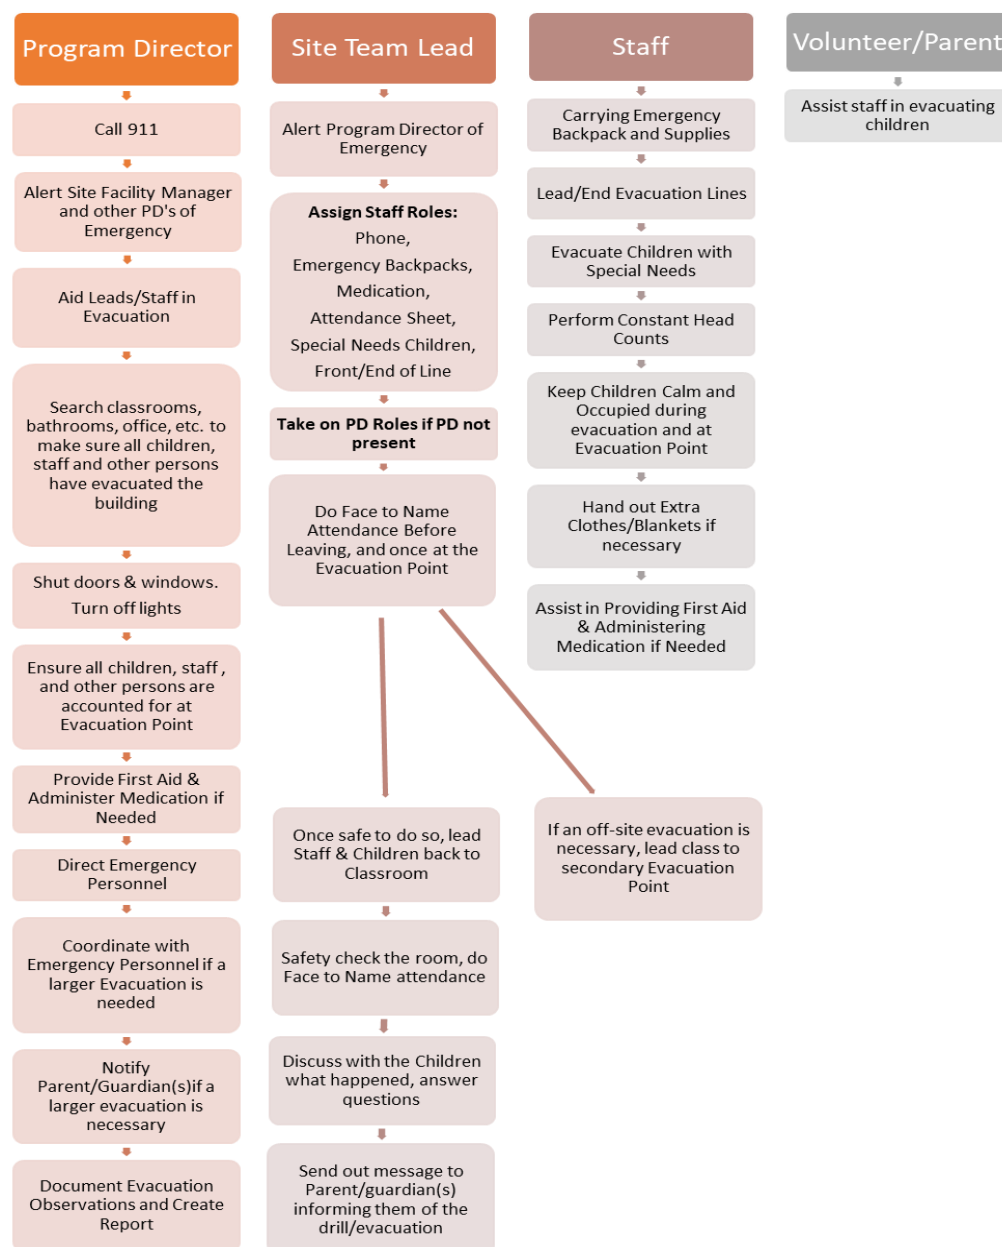 Program Director
Call 911
Alert Site Facility Manager
and other PD's of
Emergency
Aid Leads/Staff in
Evacuation
Search classrooms,
bathrooms, office, etc. to
make sure all children,
staff and other persons
have evacuated the
building
Shut doors & windows.
Turn off lights
Ensure all children, staff ,
and other persons are
accounted for at
Evacuation Point
Provide First Aid &
Administer Medication if
Needed
Direct Emergency
Personnel
Coordinate with
Emergency Personnel if a
larger Evacuation is
needed
Notify
Parent/Guardian(s)if a
larger evacuation is
necessary
Document Evacuation
Observations and Create
Report
Site Team Lead
Alert Program Director of
Emergency
Assign Staff Roles:
Phone,
Emergency Backpacks,
Medication,
Attendance Sheet,
Special Needs Children,
Front/End of Line
Take on PD Roles if PD not
present
Do Face to Name
Attendance Before
Leaving, and once at the
Evacuation Point
Once safe to do so, lead
Staff & Children back to
Classroom
Safety check the room, do
Face to Name attendance
Discuss with the Children
what happened, answer
questions
Send out message to
Parent/guardian(s)
informing them of the
drill/evacuation
If an off-site evacuation is
necessary, lead class to
secondary Evacuation
Point
Staff
Carrying Emergency
Backpack and Supplies
Lead/End Evacuation Lines
Evacuate Children with
Special Needs
Perform Constant Head
Counts
Keep Children Calm and
Occupied during
evacuation and at
Evacuation Point
Hand out Extra
Clothes/Blankets if
necessary
Assist in Providing First Aid
& Administering
Medication if Needed
Volunteer/Parent
Assist staff in evacuating
children